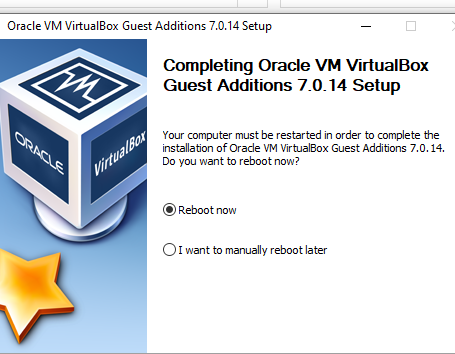 Oracle VM VirtualBox Guest Additions 7.0.14 Setup
Completing Oracle VM VirtualBox
Guest Additions 7.0.14 Setup
ORACLE
VirtualBox
Your computer must be restarted in order to complete the
installation of Oracle VM VirtualBox Guest Additions 7.0.14.
Do you want to reboot now?
Reboot now
I want to manually reboot later